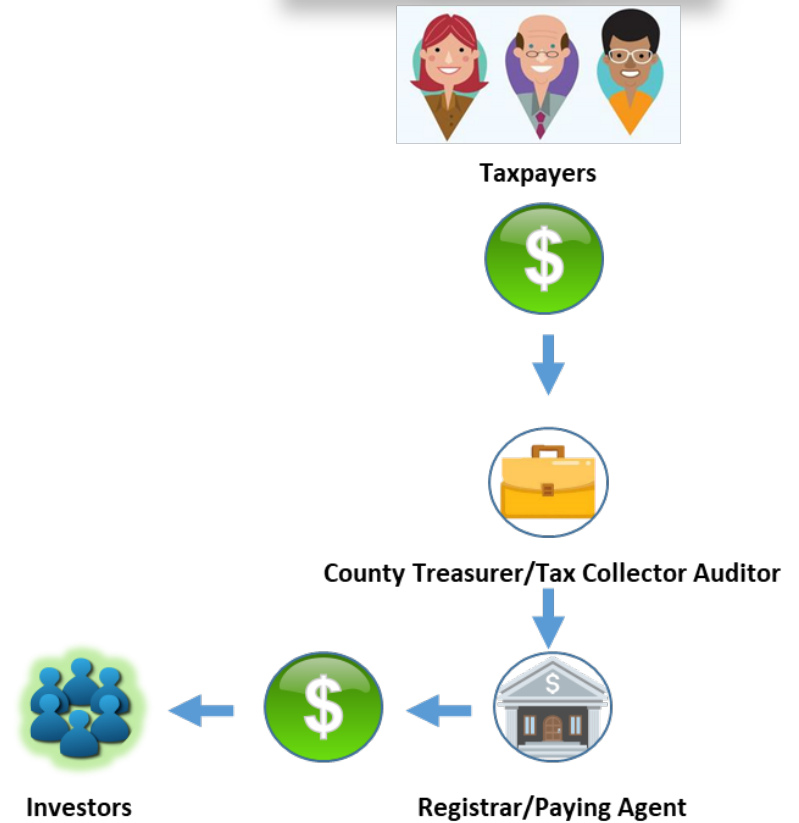 Taxpayers
$
County Treasurer/Tax Collector Auditor
$
$
Investors
Registrar/Paying Agent